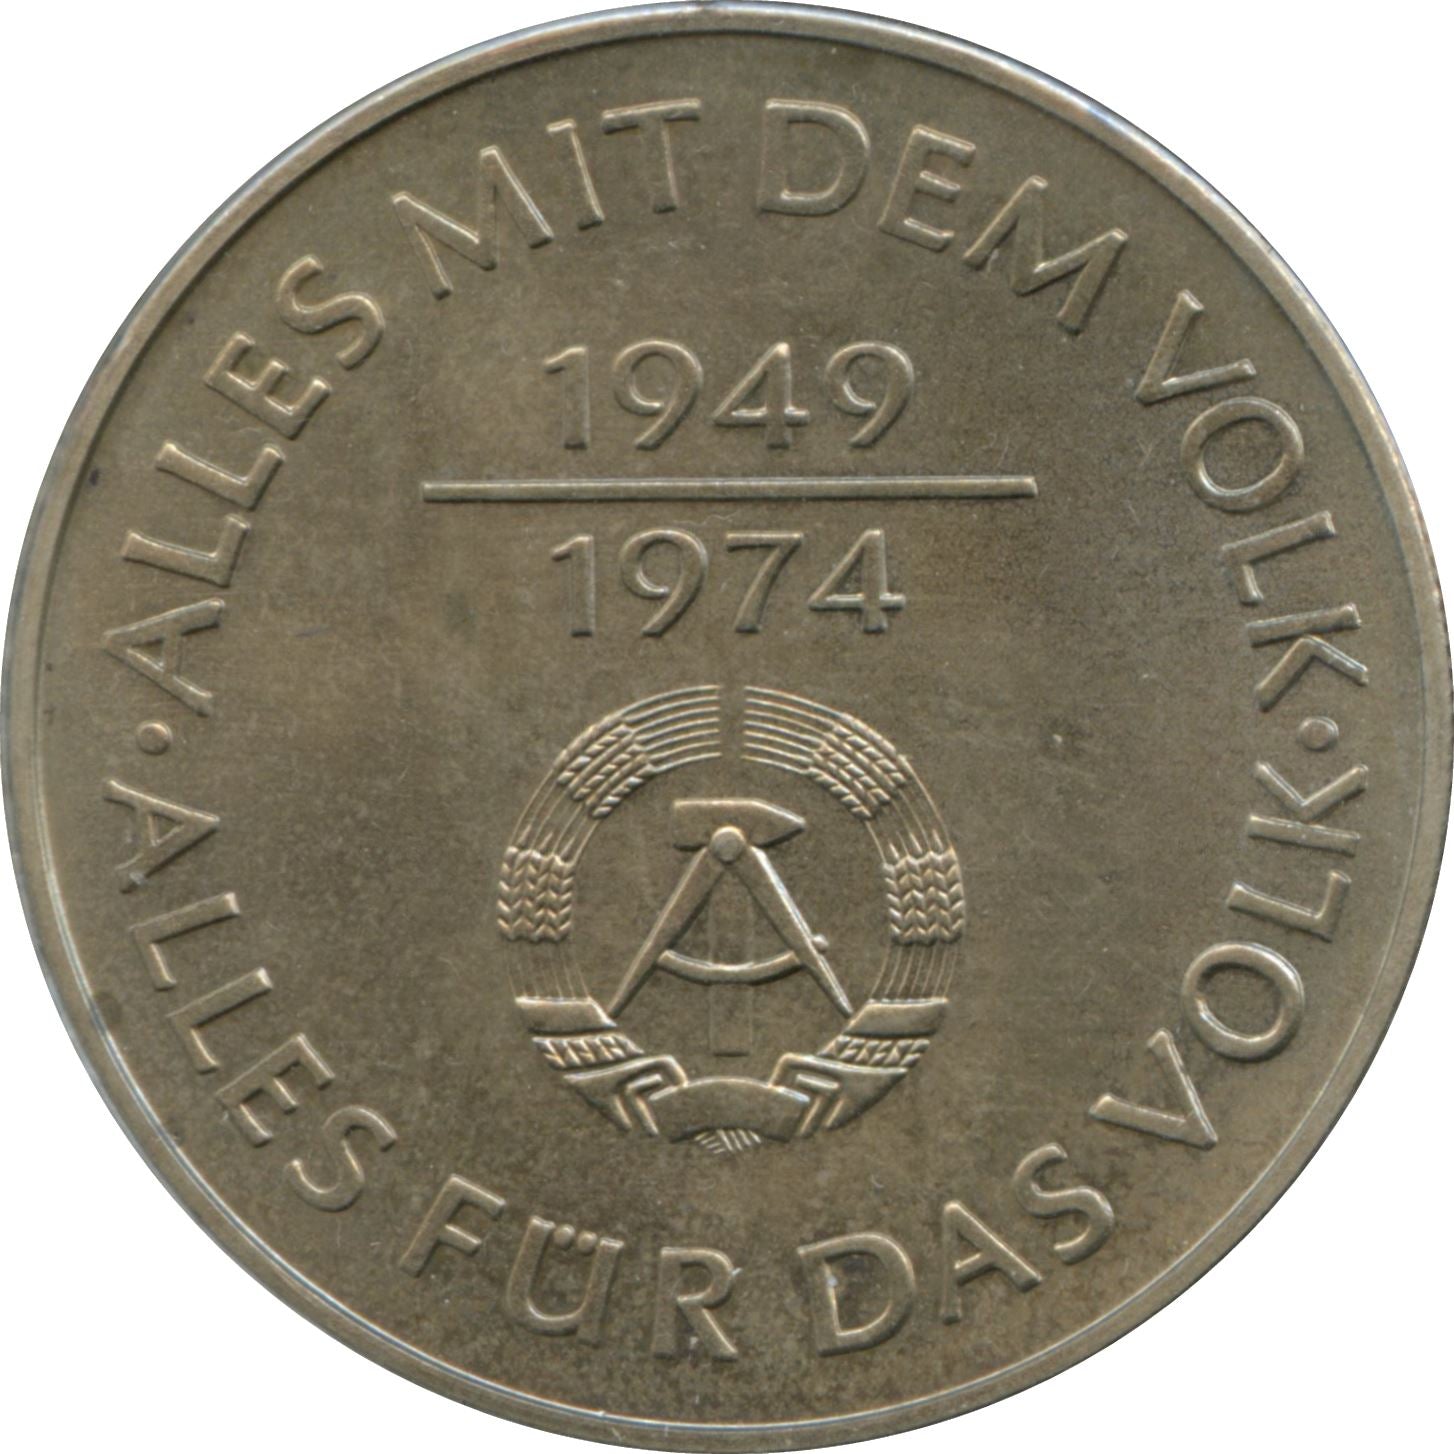 · ALLES MIT DEM VOLK ·
1949
1974
ALLES FÜR DAS VOLK